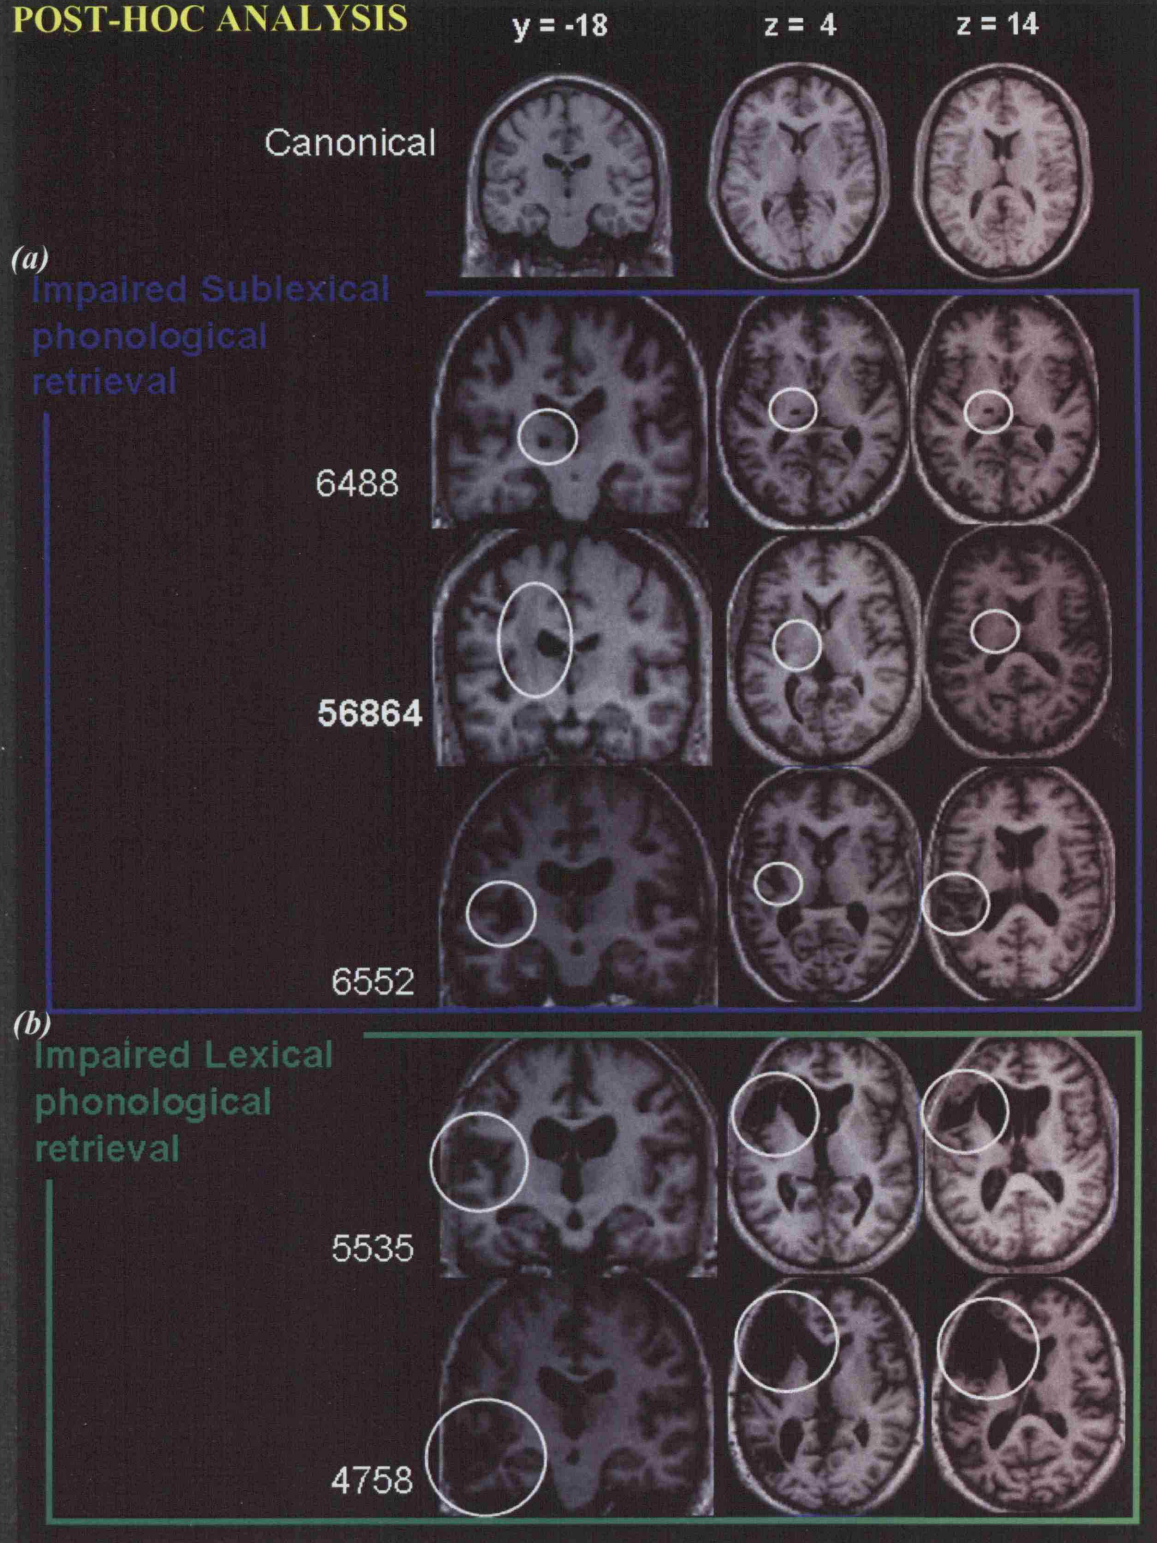 POST-HOC ANALYSIS
y = -18
z = 4
z = 14
Canonical
(a)
Impaired Sublexical
phonological
retrieval
6488
56864
6552
(b)
Impaired Lexical
phonological
retrieval
5535
4758